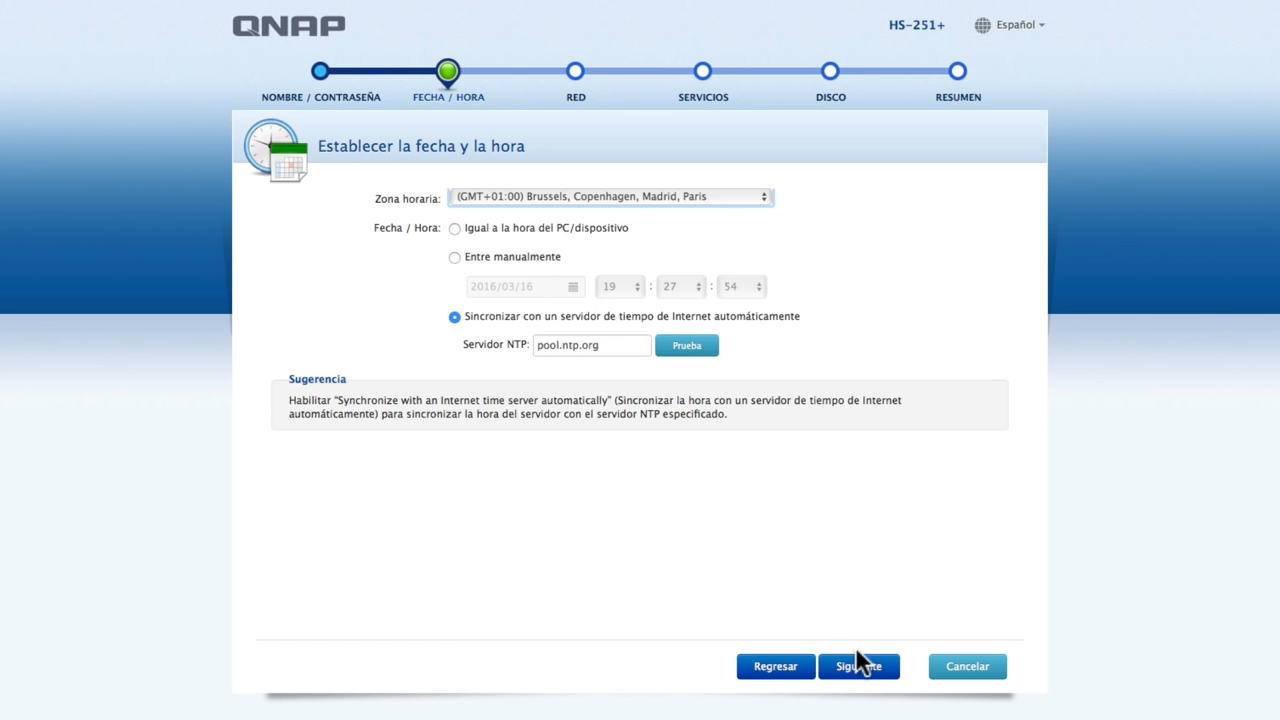 QNAP
HS-251+
Español
NOMBRE / CONTRASEÑA
FECHA / HORA
RED
SERVICIOS
DISCO
RESUMEN
Establecer la fecha y la hora
Zona horaria: (GMT+01:00) Brussels, Copenhagen, Madrid, Paris
Fecha / Hora: Igual a la hora del PC/dispositivo
Entre manualmente
2016/03/16 19 : 27 : 54
Sincronizar con un servidor de tiempo de Internet automáticamente
Servidor NTP: pool.ntp.org Prueba
Sugerencia
Habilitar “Synchronize with an Internet time server automatically” (Sincronizar la hora con un servidor de tiempo de Internet
automáticamente) para sincronizar la hora del servidor con el servidor NTP especificado.
Regresar
Siguiente
Cancelar